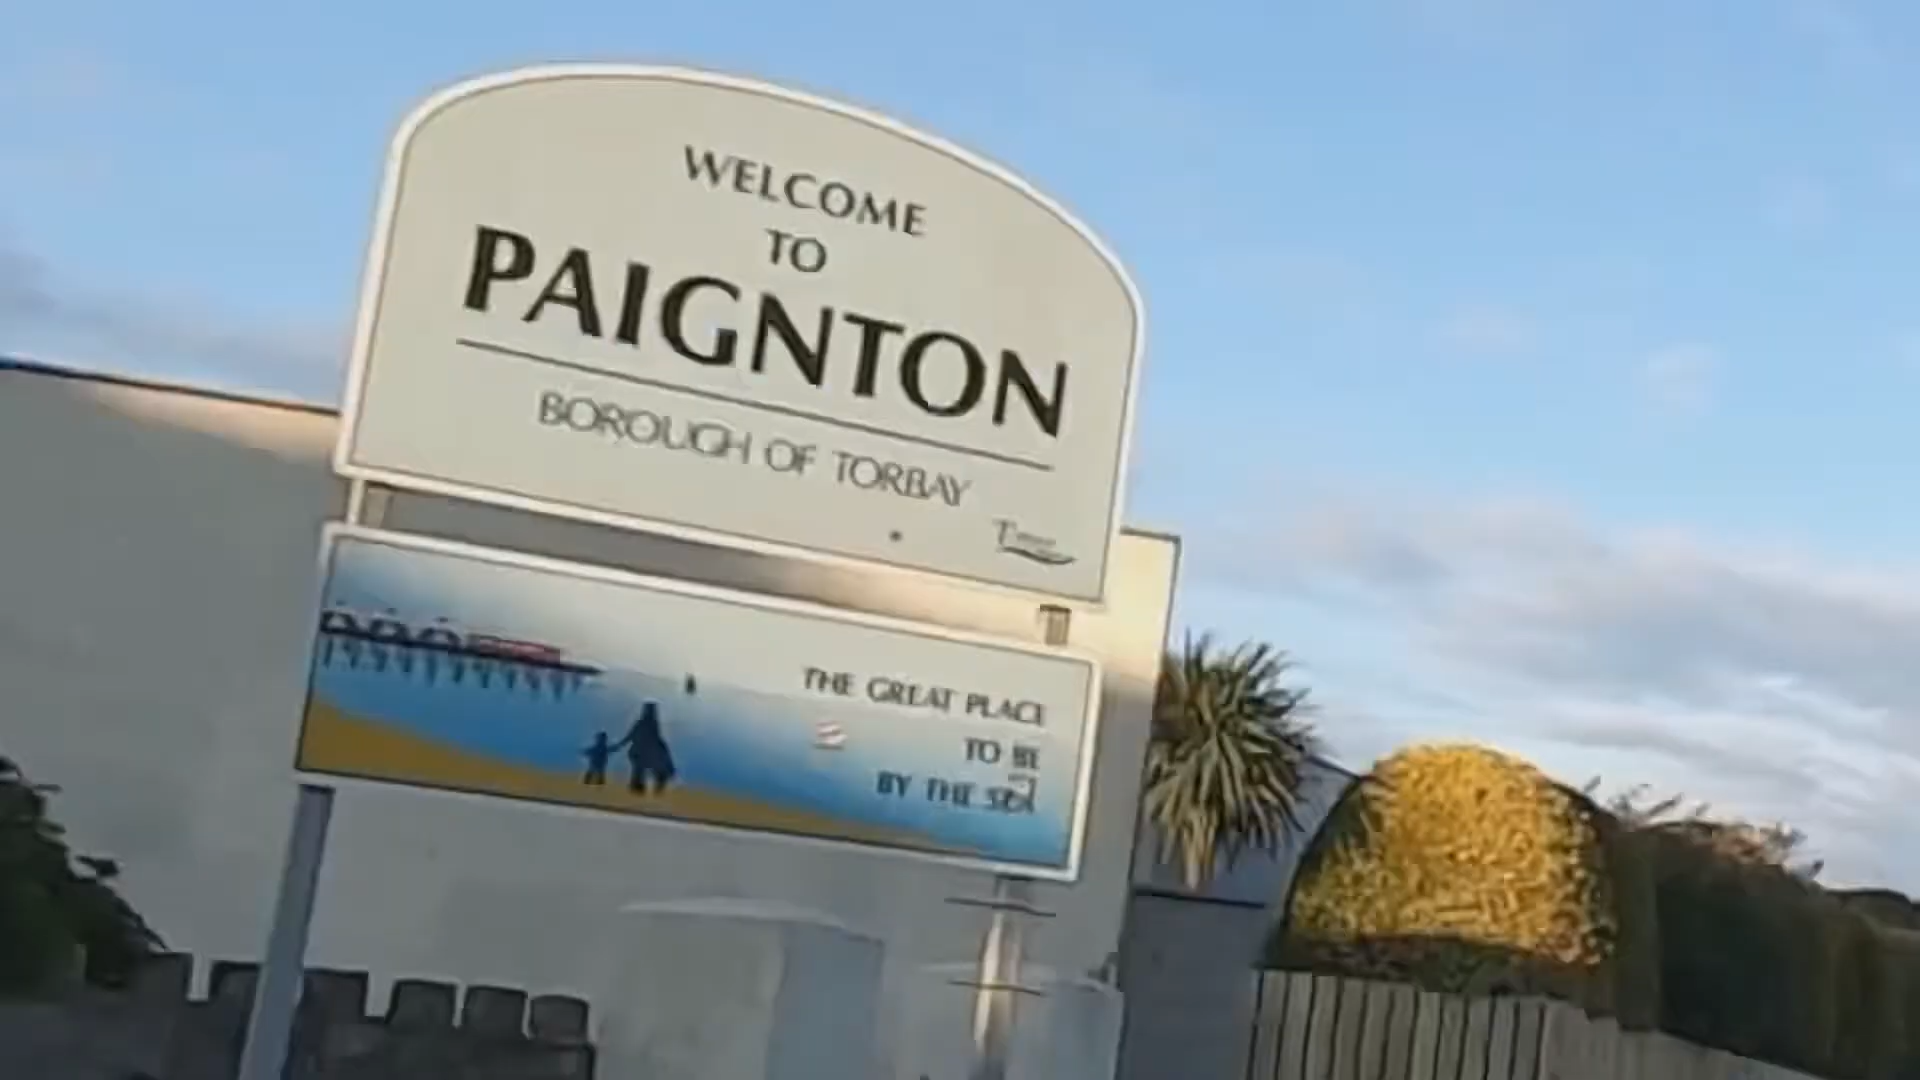 WELCOME
TO
PAIGNTON
BOROUGH OF TORBAY
THE GREAT PLACE
TO BE
BY THE SEA